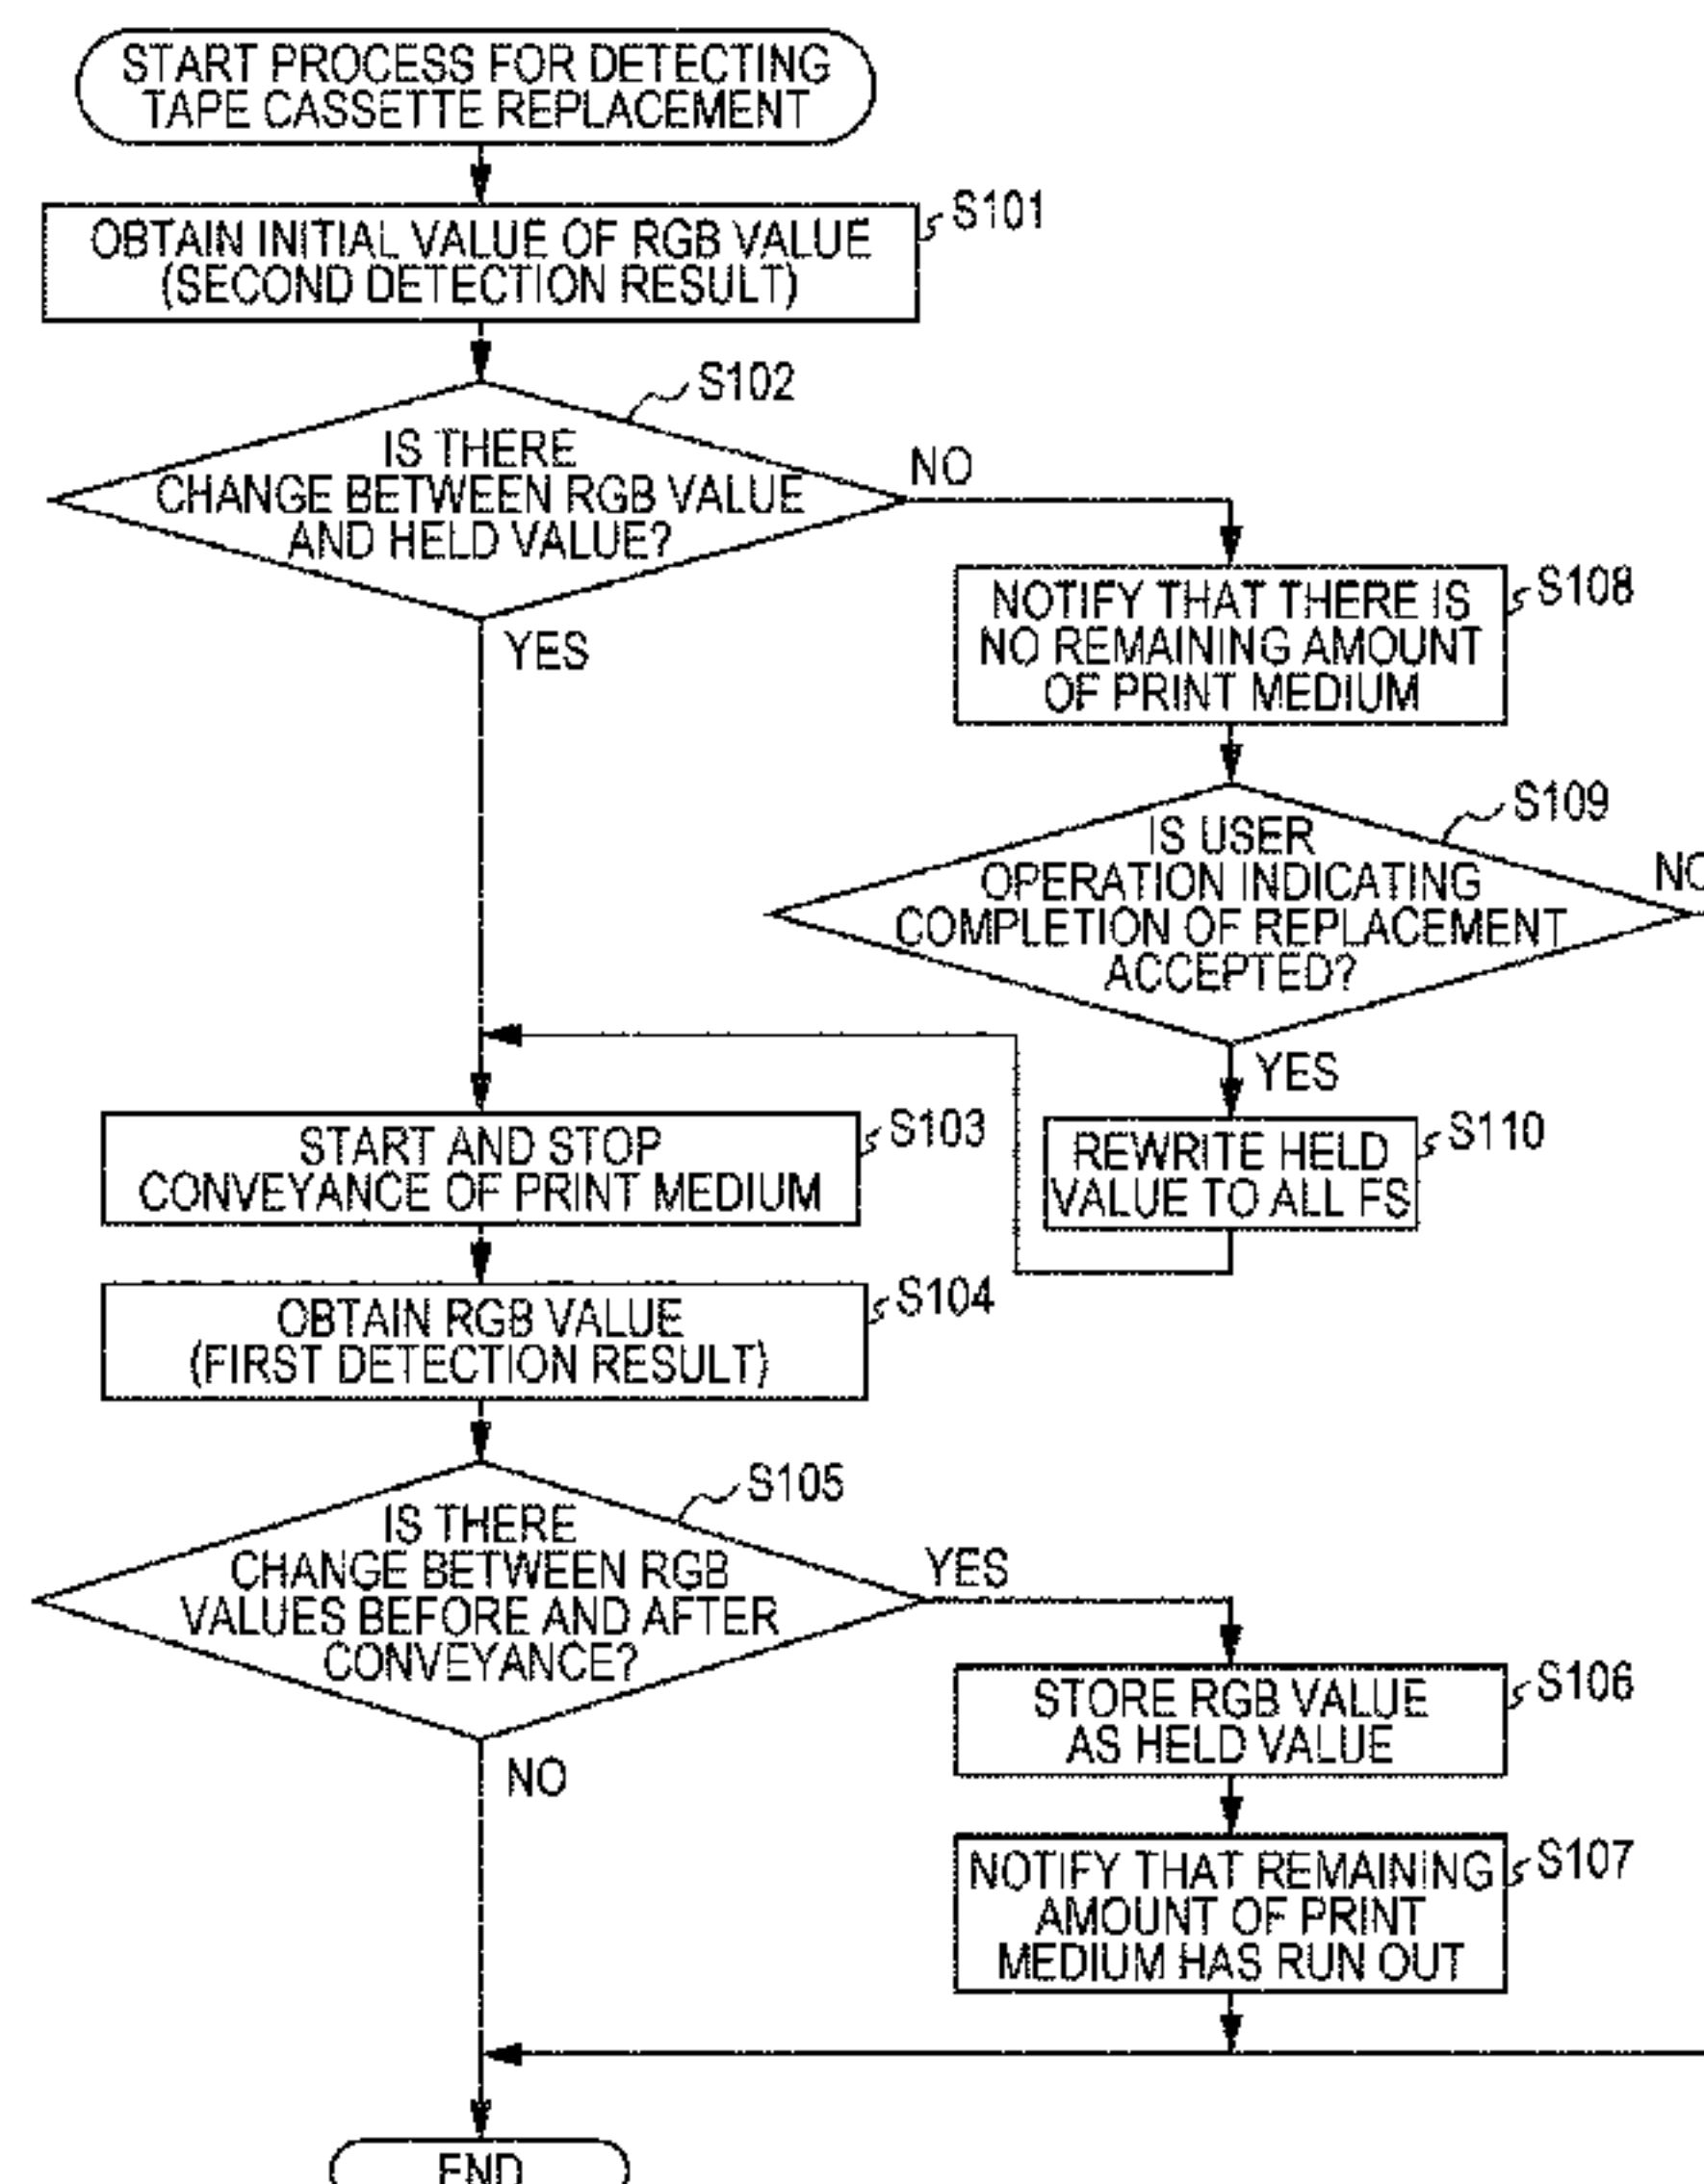 START PROCESS FOR DETECTING
TAPE CASSETTE REPLACEMENT
OBTAIN INITIAL VALUE OF RGB VALUE
(SECOND DETECTION RESULT)
S101
S102
IS THERE
CHANGE BETWEEN RGB VALUE
AND HELD VALUE?
NO
YES
NOTIFY THAT THERE IS
NO REMAINING AMOUNT
OF PRINT MEDIUM
S108
S109
IS USER
OPERATION INDICATING
COMPLETION OF REPLACEMENT
ACCEPTED?
NO
YES
REWRITE HELD
VALUE TO ALL FS
S110
START AND STOP
CONVEYANCE OF PRINT MEDIUM
S103
OBTAIN RGB VALUE
(FIRST DETECTION RESULT)
S104
S105
IS THERE
CHANGE BETWEEN RGB
VALUES BEFORE AND AFTER
CONVEYANCE?
YES
NO
STORE RGB VALUE
AS HELD VALUE
S106
NOTIFY THAT REMAINING
AMOUNT OF PRINT
MEDIUM HAS RUN OUT
S107
END